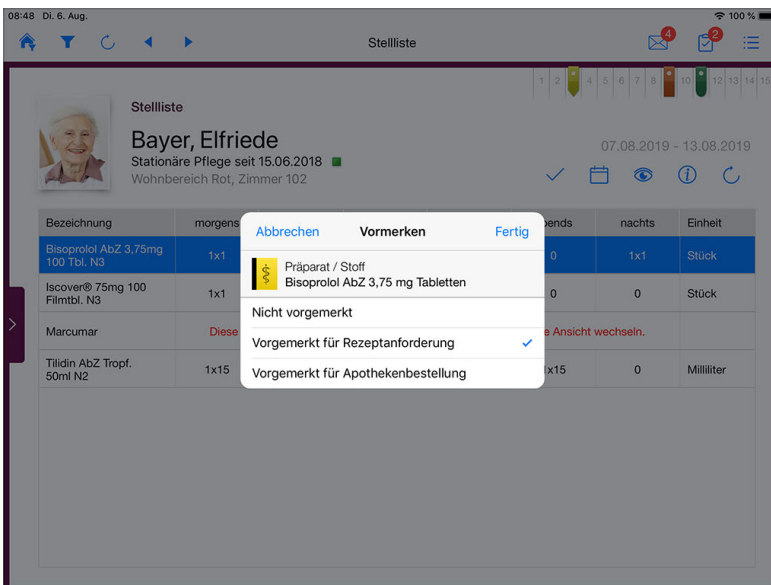 08:48 Di. 6. Aug. 100 %
Stellliste
4
2
1 2 4 5 6 7 8 10 12 13 14 15
Stellliste
Bayer, Elfriede
07.08.2019 - 13.08.2019
Stationäre Pflege seit 15.06.2018
Wohnbereich Rot, Zimmer 102
Bezeichnung morgens nachts Einheit
Bisoprolol AbZ 3,75mg
100 Tbl. N3
1x1 0 1x1 Stück
Iscover® 75mg 100
Filmtbl. N3
1x1 0 0 Stück
Marcumar Diese Ansicht wechseln.
Tilidin AbZ Tropf.
50ml N2
1x15 x15 0 Milliliter
Abbrechen Vormerken Fertig
Präparat / Stoff
Bisoprolol AbZ 3,75 mg Tabletten
Nicht vorgemerkt
Vorgemerkt für Rezeptanforderung
Vorgemerkt für Apothekenbestellung